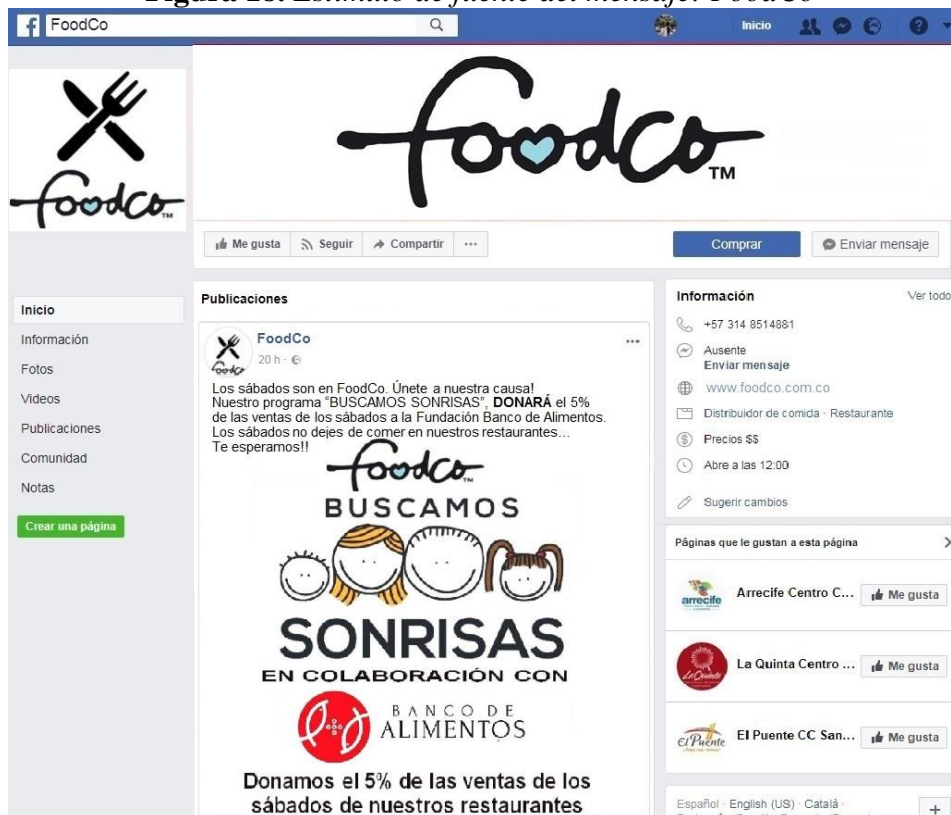 FoodCo
Inicio
foodco
TM
foodco
TM
Me gusta
Seguir
Compartir
...
Comprar
Enviar mensaje
Inicio
Información
Fotos
Videos
Publicaciones
Comunidad
Notas
Crear una página
Publicaciones
foodco
FoodCo
20 h
Los sábados son en FoodCo. Únete a nuestra causa!
Nuestro programa “BUSCAMOS SONRISAS”, DONARÁ el 5%
de las ventas de los sábados a la Fundación Banco de Alimentos.
Los sábados no dejes de comer en nuestros restaurantes...
Te esperamos!!
foodco
BUSCAMOS
SONRISAS
EN COLABORACIÓN CON
BANCO DE
ALIMENTOS
Donamos el 5% de las ventas de los
sábados de nuestros restaurantes
Información
Ver todo
+57 314 8514881
Ausente
Enviar mensaje
www.foodco.com.co
Distribuidor de comida · Restaurante
Precios $$
Abre a las 12:00
Sugerir cambios
Páginas que le gustan a esta página
arrecife
Arrecife Centro C...
Me gusta
La Quinta
La Quinta Centro ...
Me gusta
El Puente
El Puente CC San...
Me gusta
Español · English (US) · Català ·